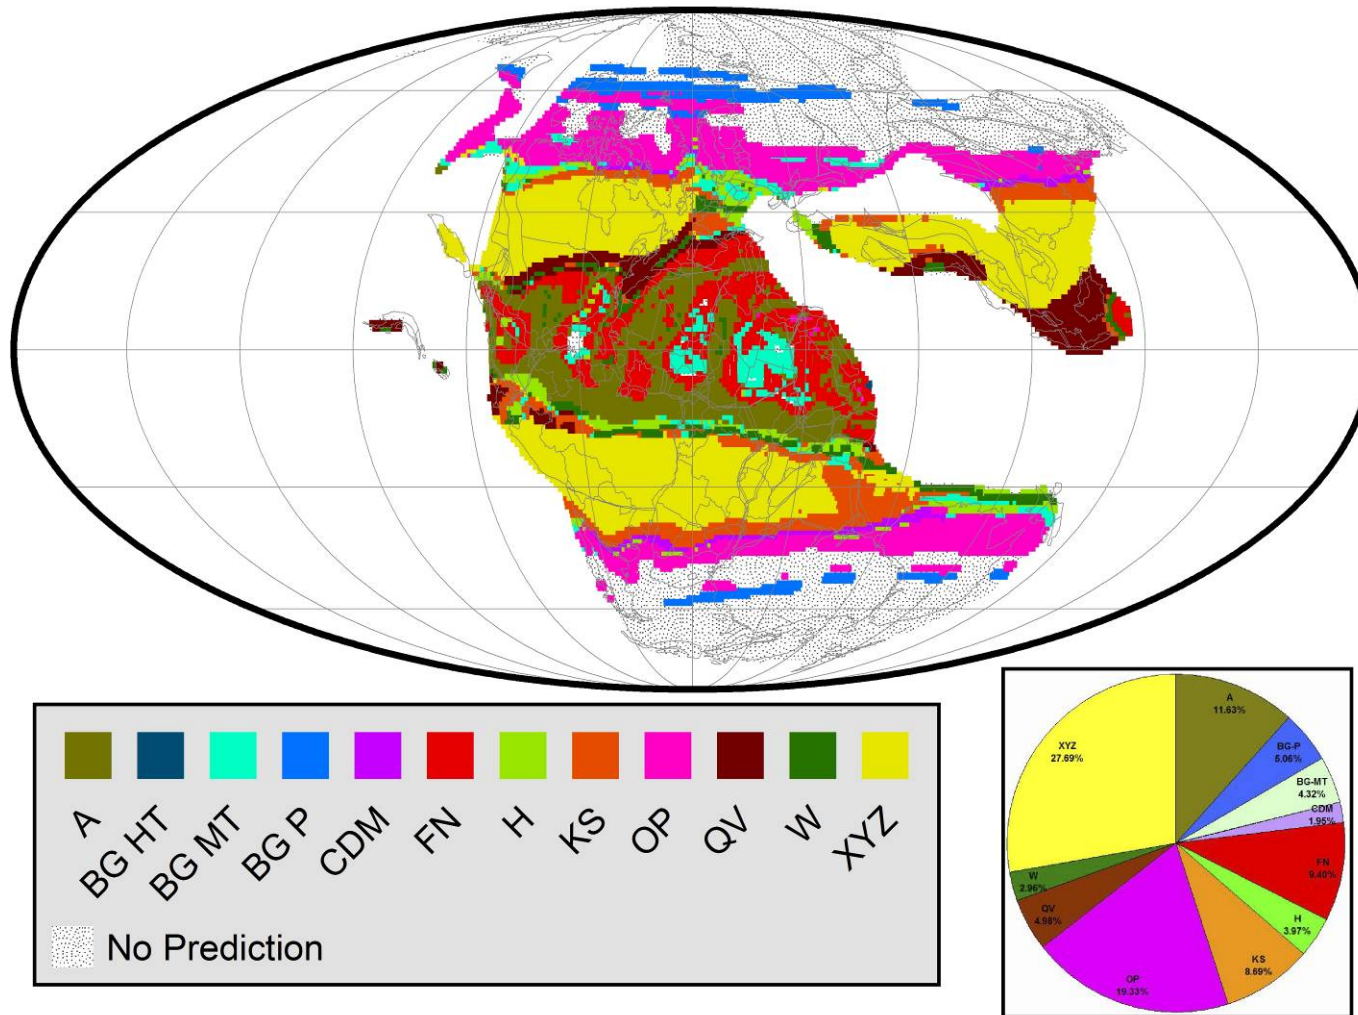 A
BG HT
BG MT
BG P
CDM
FN
H
KS
OP
QV
W
XYZ
No Prediction
A
11.63%
BG-P
5.06%
BG-MT
4.32%
CDM
1.95%
FN
9.40%
H
3.97%
KS
8.69%
OP
19.33%
QV
4.98%
W
2.96%
XYZ
27.69%